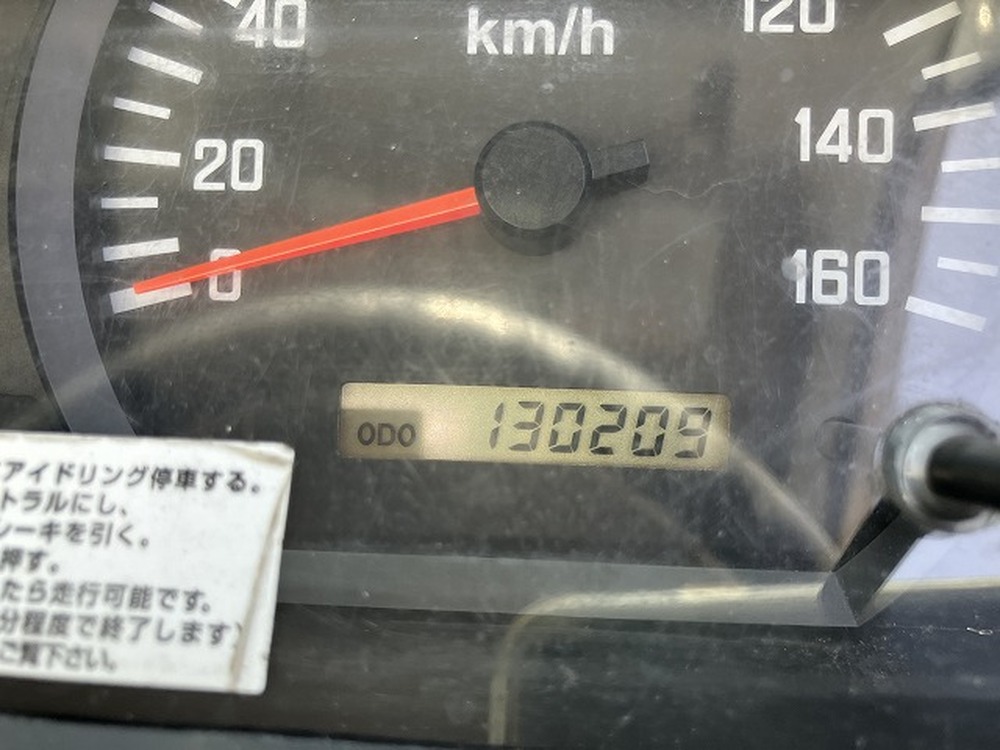 40
km/h
120
20
140
0
160
ODO 130209
アイドリング停車する。
トラルにし、
レーキを引く。
押す。
たら走行可能です。
分程度で終了します)
ご覧下さい。